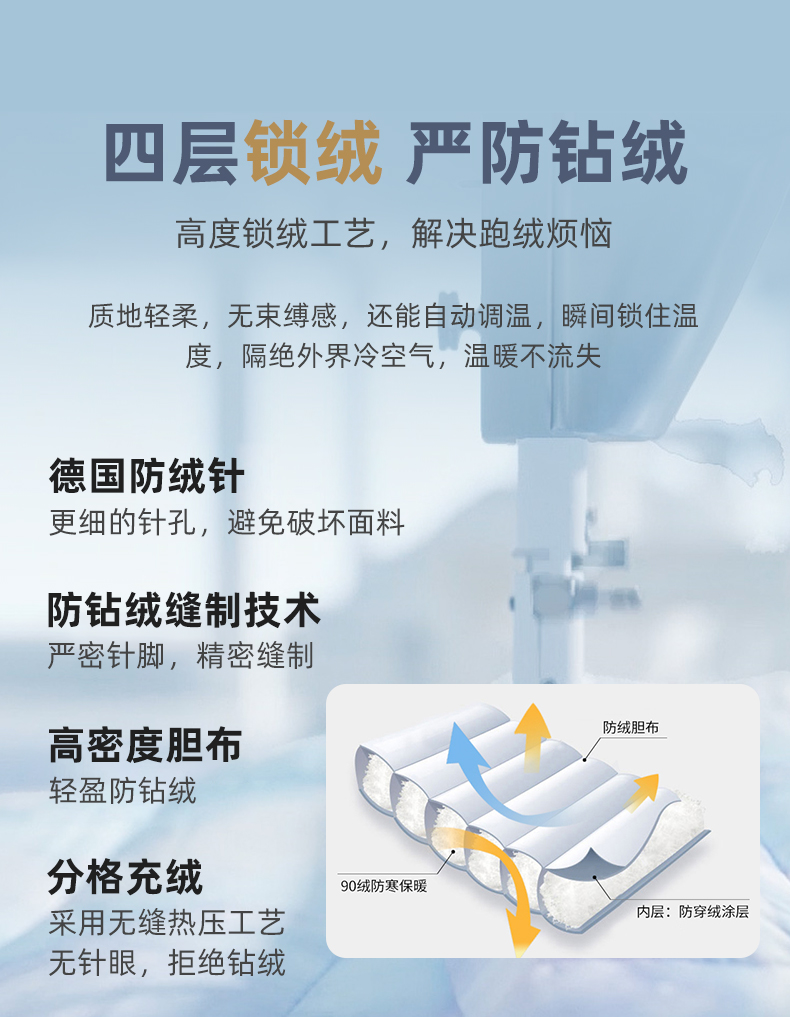 四层锁绒 严防钻绒
高度锁绒工艺，解决跑绒烦恼
质地轻柔，无束缚感，还能自动调温，瞬间锁住温
度，隔绝外界冷空气，温暖不流失
德国防绒针
更细的针孔，避免破坏面料
防钻绒缝制技术
严密针脚，精密缝制
高密度胆布
轻盈防钻绒
分格充绒
采用无缝热压工艺
无针眼，拒绝钻绒
防绒胆布
90绒防寒保暖
内层：防穿绒涂层